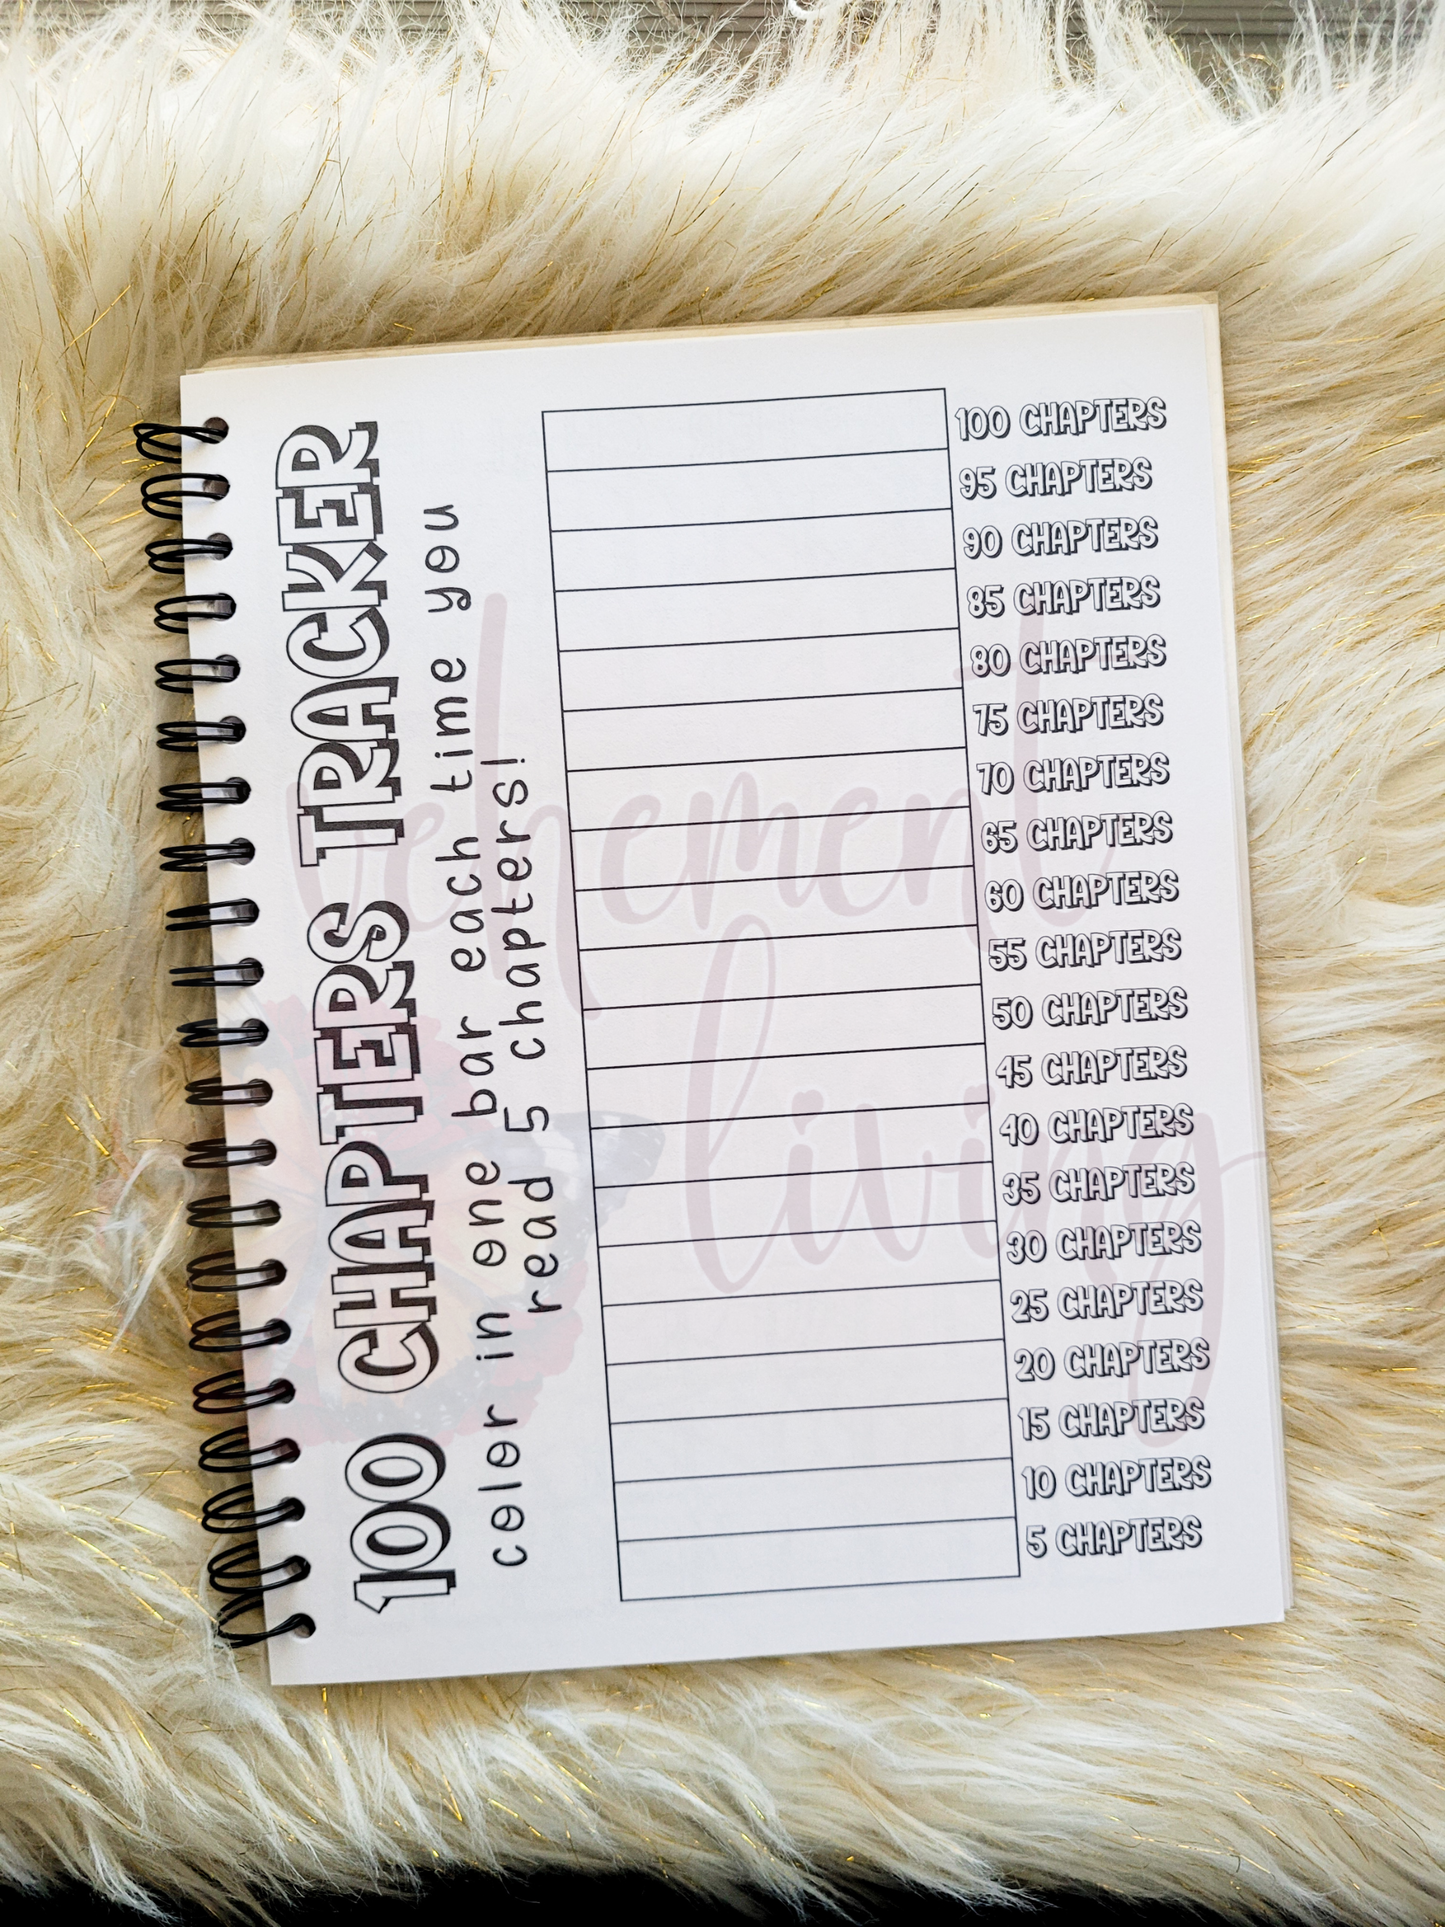 100 CHAPTERS TRACKER
color in one bar each time you
read 5 chapters!
100 CHAPTERS
95 CHAPTERS
90 CHAPTERS
85 CHAPTERS
80 CHAPTERS
75 CHAPTERS
70 CHAPTERS
65 CHAPTERS
60 CHAPTERS
55 CHAPTERS
50 CHAPTERS
45 CHAPTERS
40 CHAPTERS
35 CHAPTERS
30 CHAPTERS
25 CHAPTERS
20 CHAPTERS
15 CHAPTERS
10 CHAPTERS
5 CHAPTERS
vehement
living